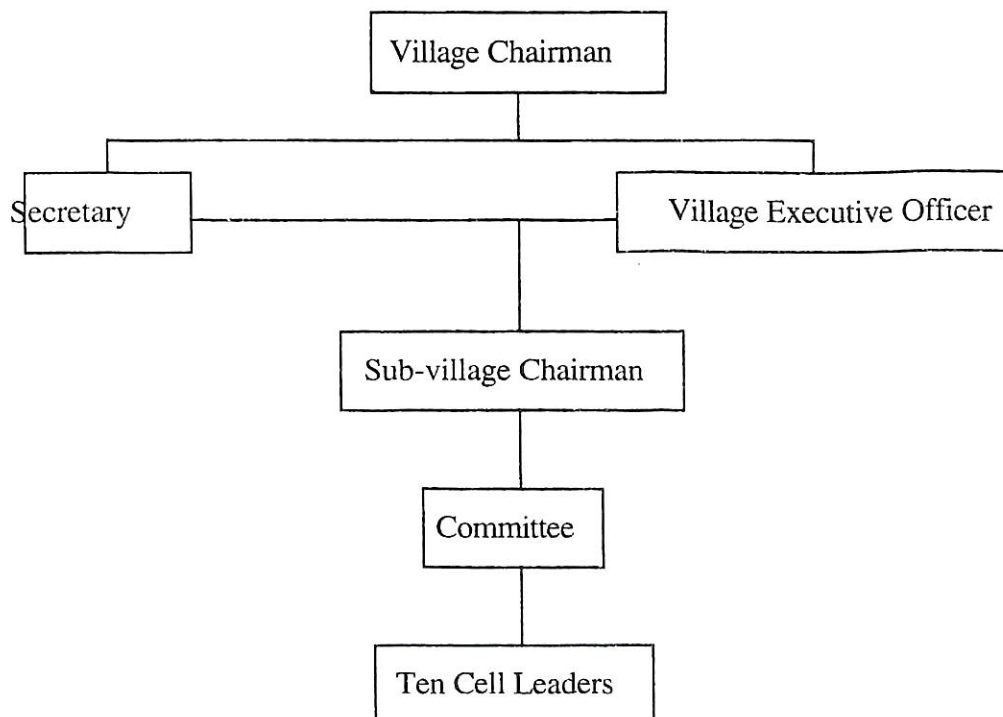 Village Chairman
Secretary
Village Executive Officer
Sub-village Chairman
Committee
Ten Cell Leaders